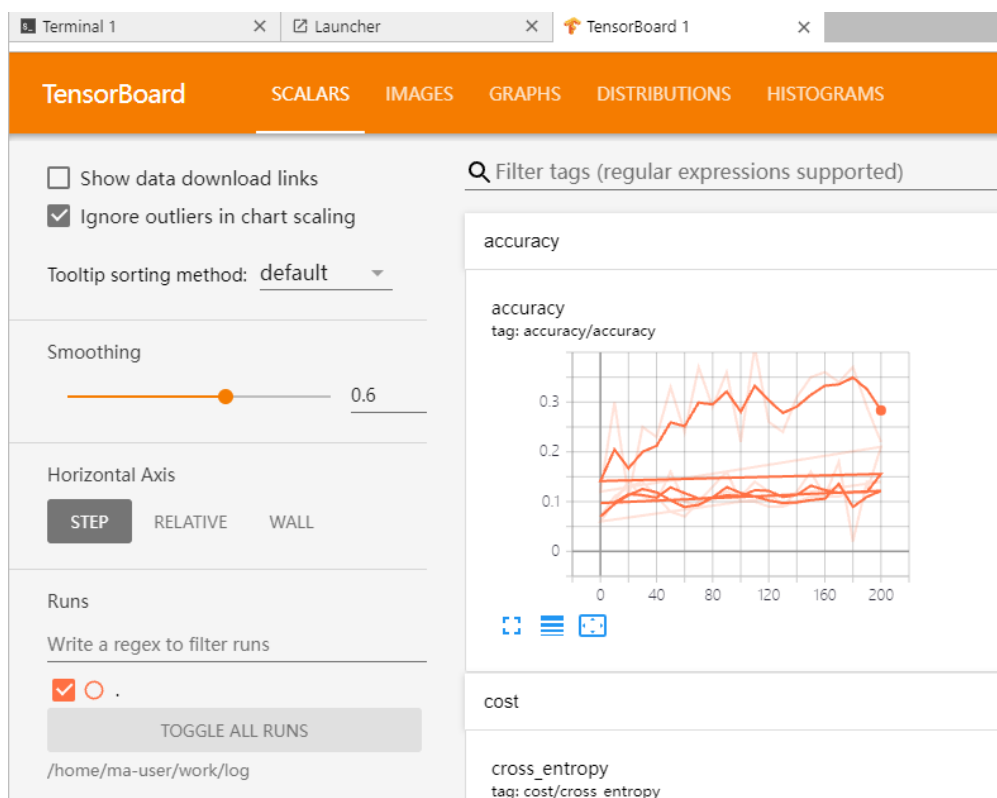 Terminal 1
Launcher
TensorBoard 1
TensorBoard
SCALARS
IMAGES
GRAPHS
DISTRIBUTIONS
HISTOGRAMS
Show data download links
Ignore outliers in chart scaling
Tooltip sorting method: default
Smoothing
0.6
Horizontal Axis
STEP
RELATIVE
WALL
Runs
Write a regex to filter runs
.
TOGGLE ALL RUNS
/home/ma-user/work/log
Filter tags (regular expressions supported)
accuracy
accuracy
tag: accuracy/accuracy
0.3
0.2
0.1
0
0 40 80 120 160 200
cost
cross_entropy
tag: cost/cross_entropy